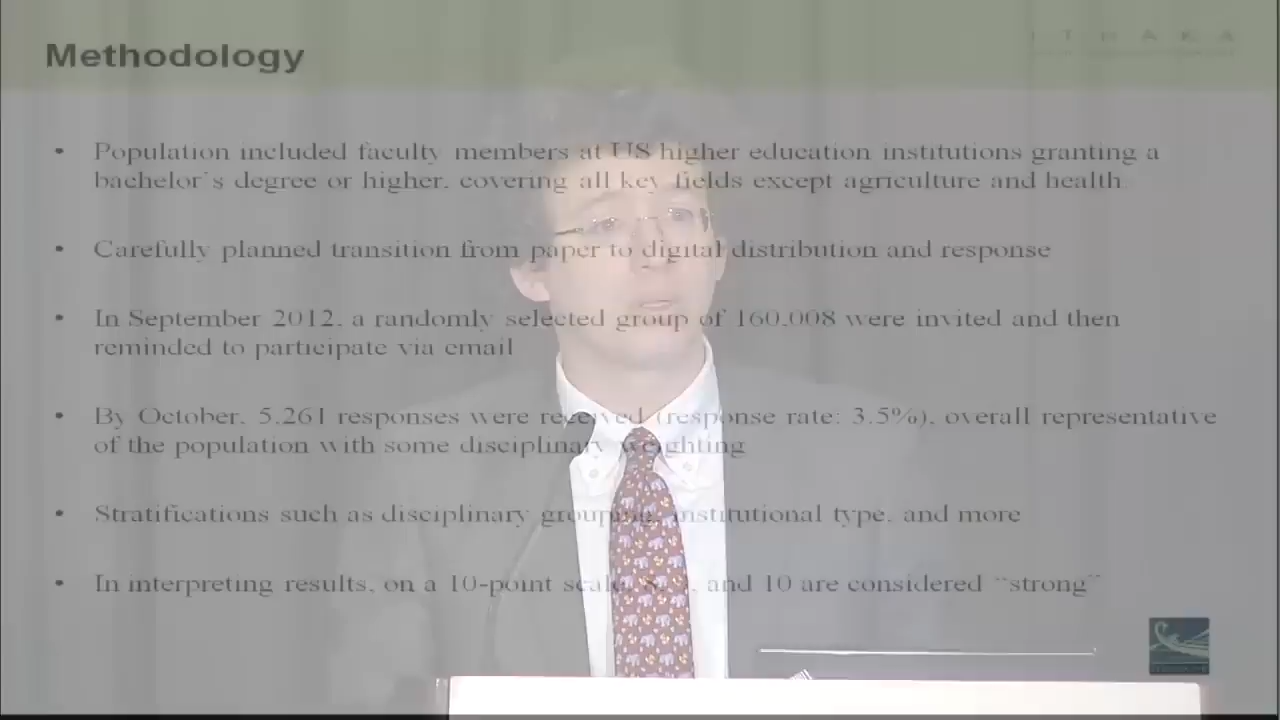 ITHAKA
Methodology
• Population included faculty members at US higher education institutions granting a
bachelor's degree or higher, covering all key fields except agriculture and health.
• Carefully planned transition from paper to digital distribution and response
• In September 2012, a randomly selected group of 160,008 were invited and then
reminded to participate via email
• By October, 5,261 responses were received (response rate: 3.5%), overall representative
of the population with some disciplinary weighting
• Stratifications such as disciplinary grouping, institutional type, and more
• In interpreting results, on a 10-point scale, and 10 are considered “strong”